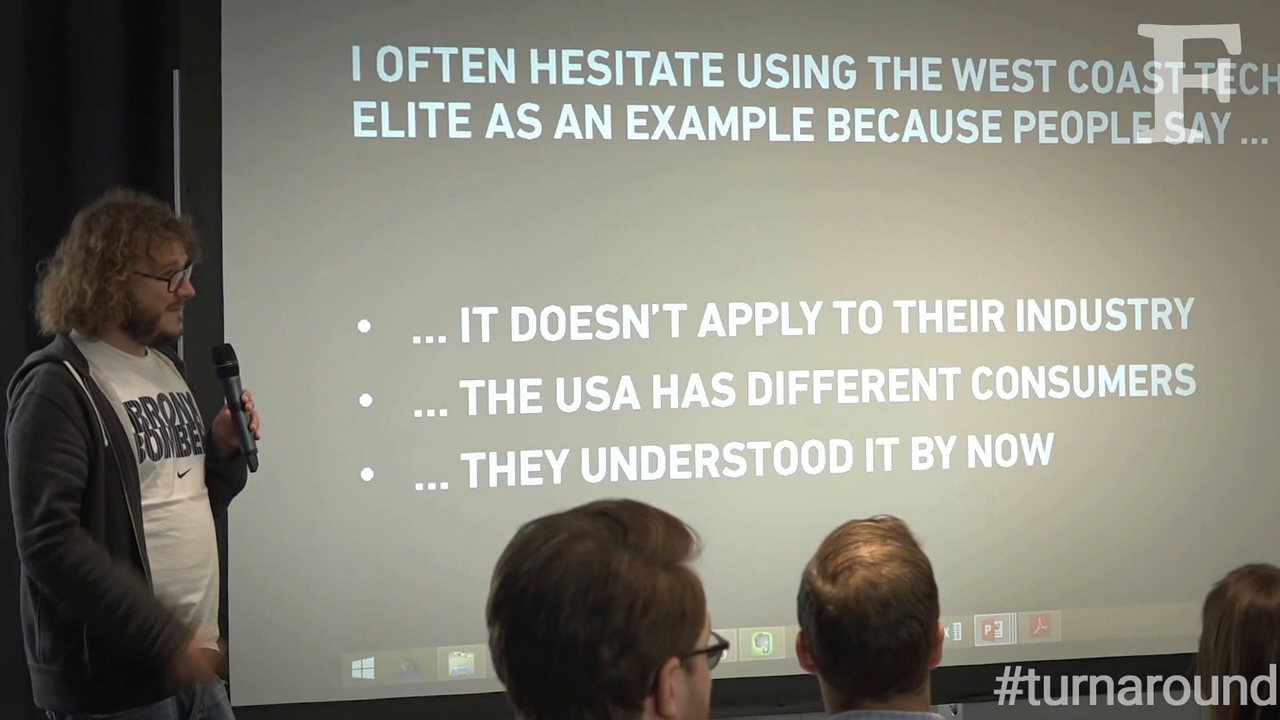 I OFTEN HESITATE USING THE WEST COAST TECH
ELITE AS AN EXAMPLE BECAUSE PEOPLE SAY ...
F
• ... IT DOESN'T APPLY TO THEIR INDUSTRY
• ... THE USA HAS DIFFERENT CONSUMERS
• ... THEY UNDERSTOOD IT BY NOW
#turnaround